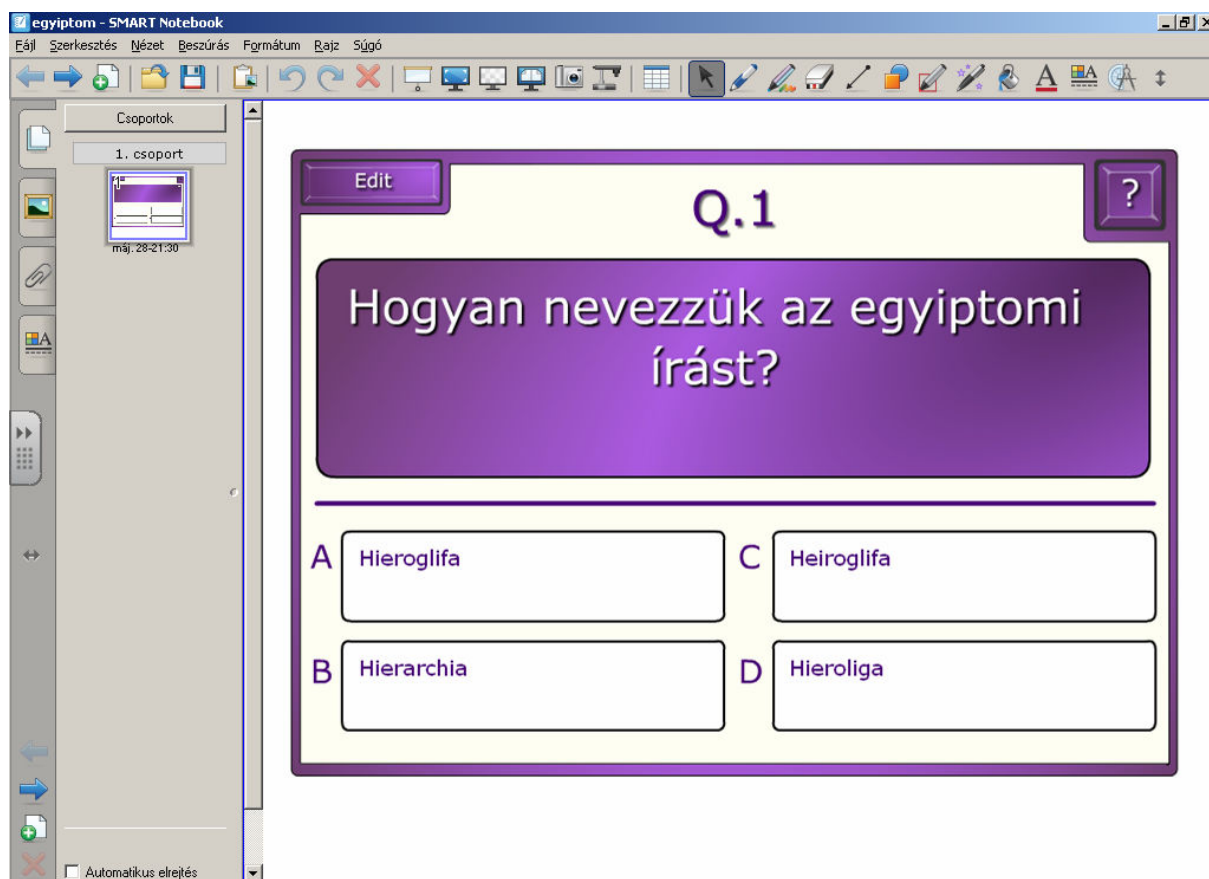 egyiptom - SMART Notebook
Fájl Szerkesztés Nézet Beszúrás Formátum Rajz Súgó
Csoportok
1. csoport
1
máj. 28-21:30
Automatikus elrejtés
Edit
Q.1
?
Hogyan nevezzük az egyiptomi
írást?
A Hieroglifa
C Heiroglifa
B Hierarchia
D Hieroliga